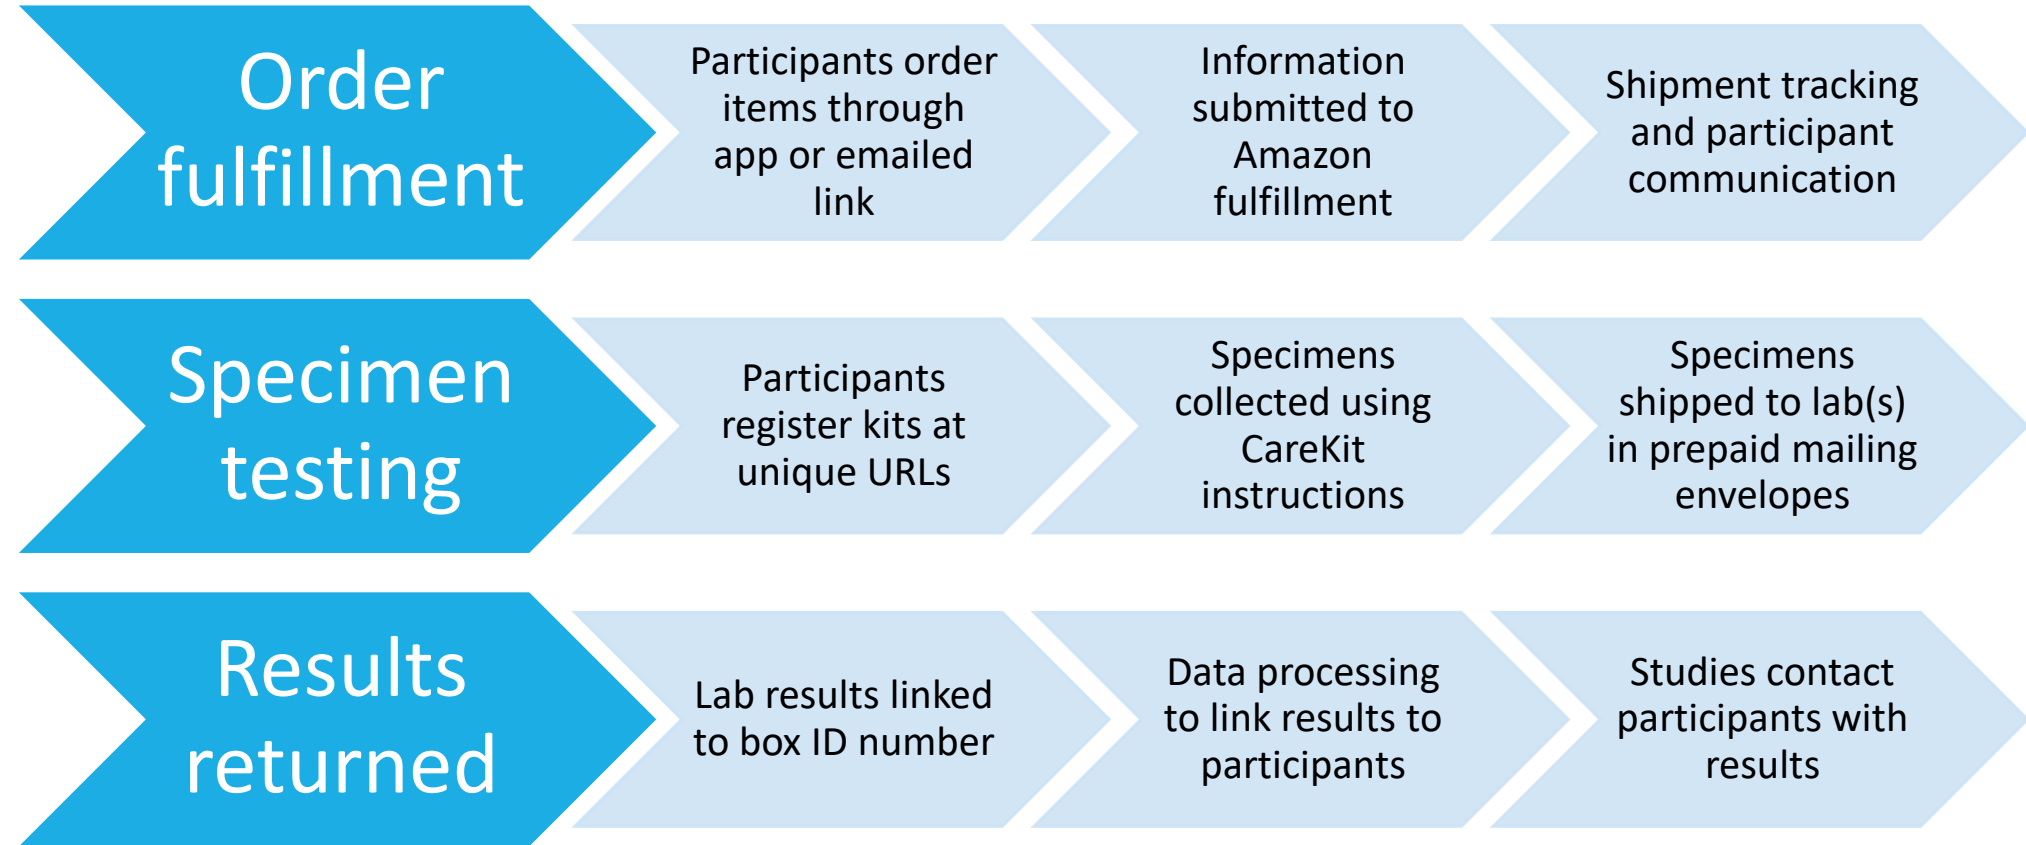 Order
fulfillment
Participants order
items through
app or emailed
link
Information
submitted to
Amazon
fulfillment
Shipment tracking
and participant
communication
Specimen
testing
Participants
register kits at
unique URLs
Specimens
collected using
CareKit
instructions
Specimens
shipped to lab(s)
in prepaid mailing
envelopes
Results
returned
Lab results linked
to box ID number
Data processing
to link results to
participants
Studies contact
participants with
results